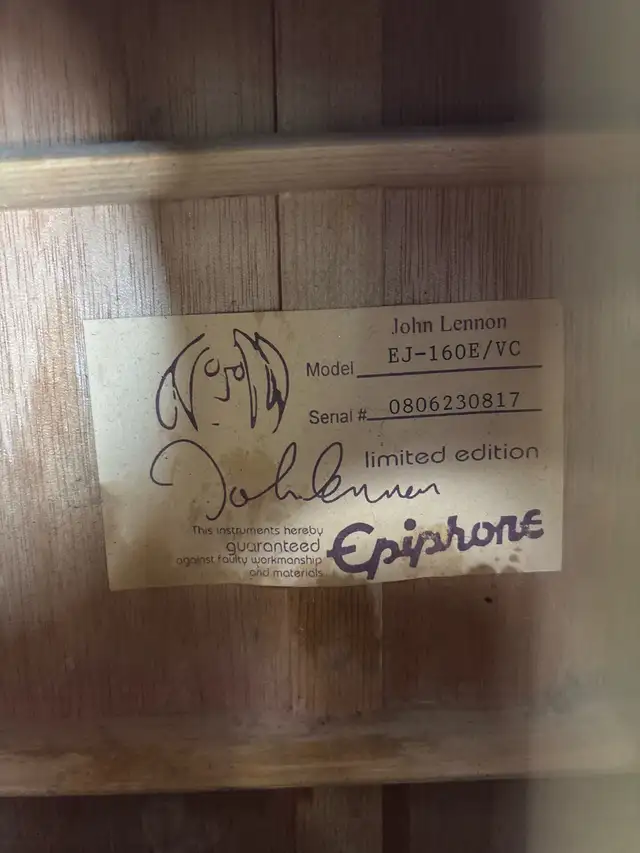 John Lennon
Model EJ-160E/VC
Serial # 0806230817
limited edition
John Lennon
This instruments hereby
guaranteed
against faulty workmanship
and materials
Epiphone